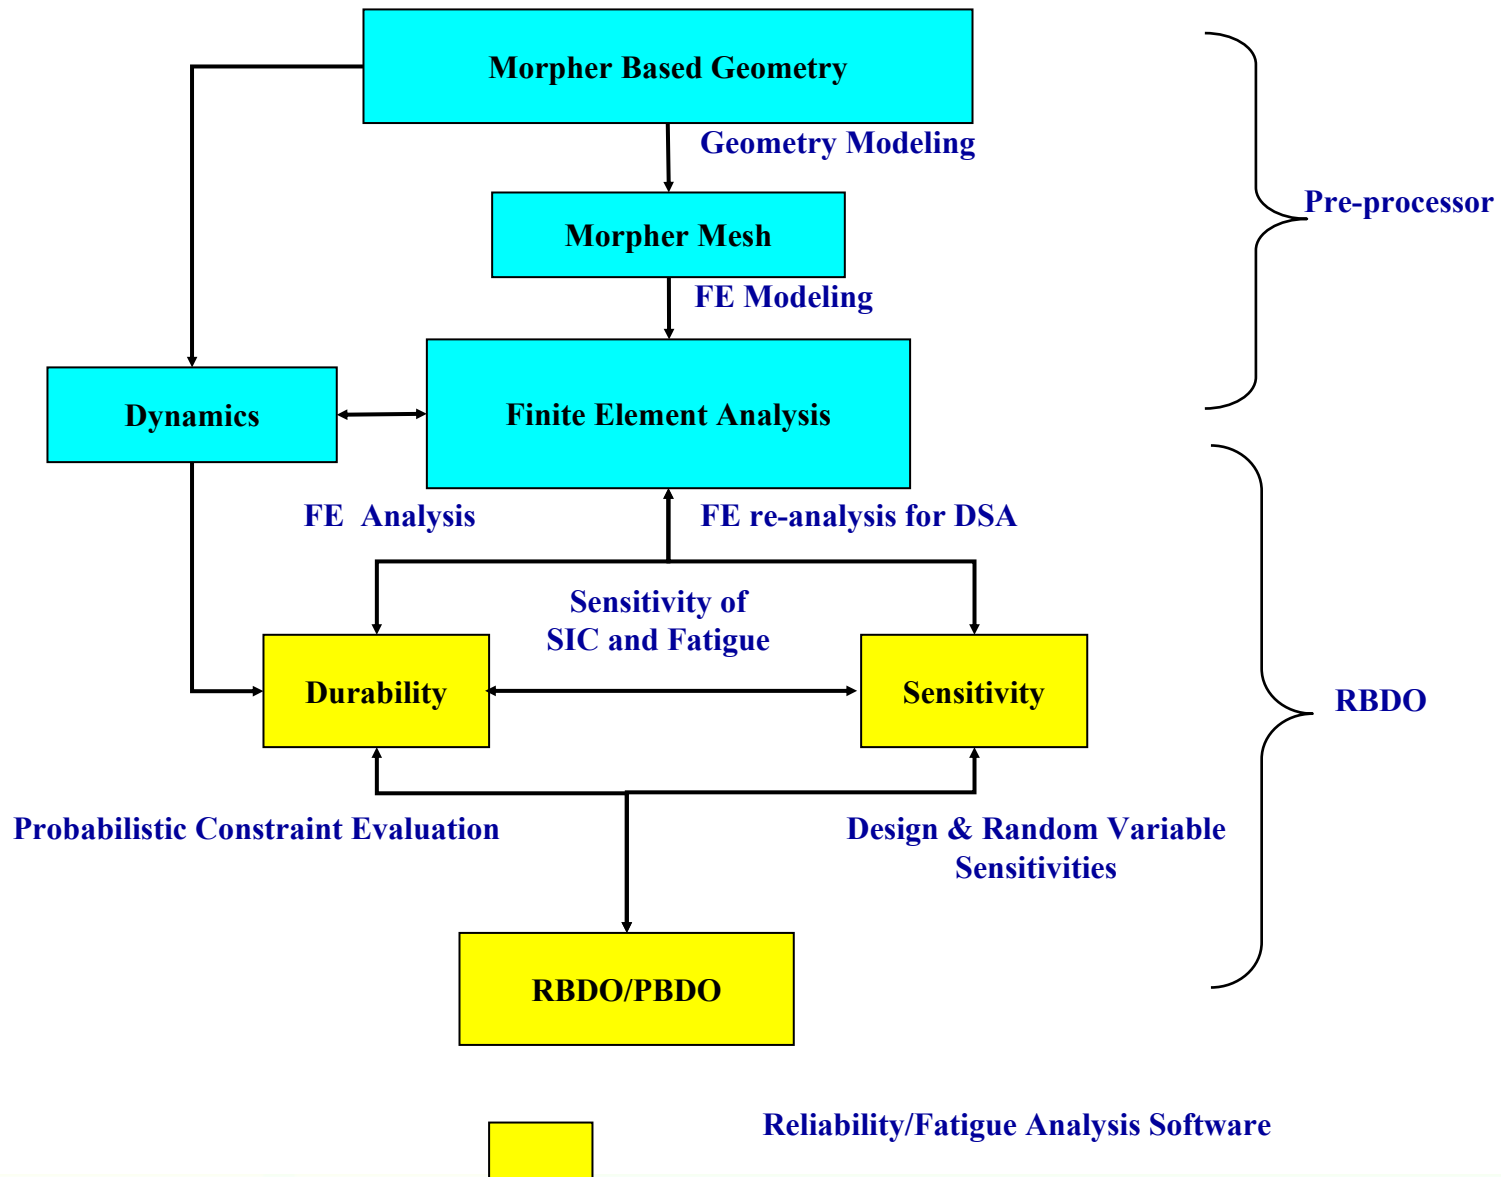 Morpher Based Geometry
Geometry Modeling
Pre-processor
Morpher Mesh
FE Modeling
Dynamics
Finite Element Analysis
FE Analysis
FE re-analysis for DSA
Sensitivity of
SIC and Fatigue
Durability
Sensitivity
RBDO
Probabilistic Constraint Evaluation
Design & Random Variable
Sensitivities
RBDO/PBDO
Reliability/Fatigue Analysis Software